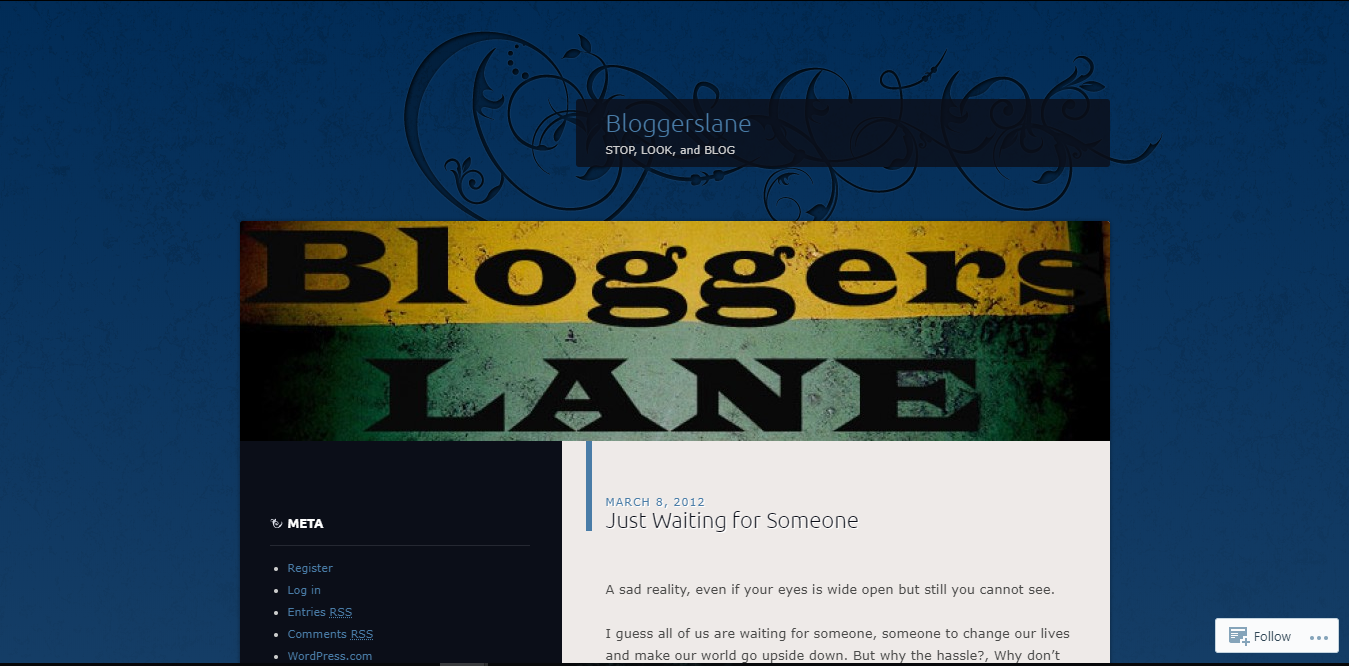 Bloggerslane
STOP, LOOK, and BLOG
Bloggers
LANE
META
Register
Log in
Entries RSS
Comments RSS
WordPress.com
MARCH 8, 2012
Just Waiting for Someone
A sad reality, even if your eyes is wide open but still you cannot see.
I guess all of us are waiting for someone, someone to change our lives
and make our world go upside down. But why the hassle?, Why don’t
Follow